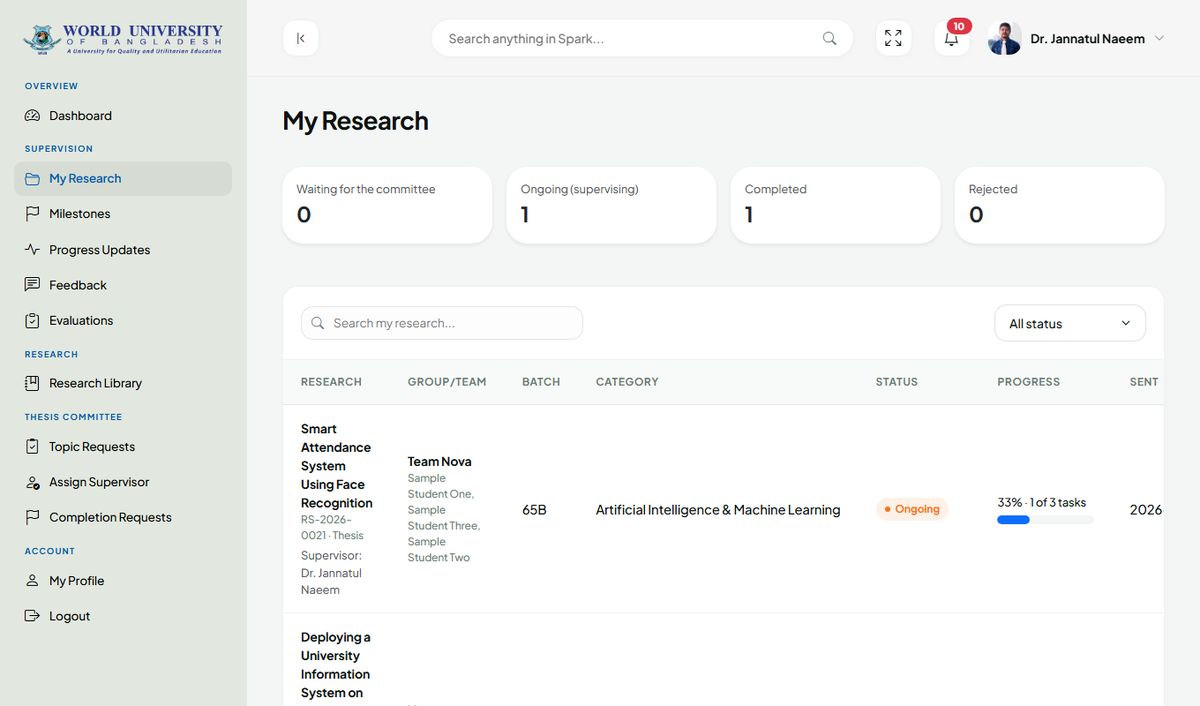 WORLD UNIVERSITY
OF BANGLADESH
A University for Quality and Utilitarian Education
OVERVIEW
Dashboard
SUPERVISION
My Research
Milestones
Progress Updates
Feedback
Evaluations
RESEARCH
Research Library
THESIS COMMITTEE
Topic Requests
Assign Supervisor
Completion Requests
ACCOUNT
My Profile
Logout
Search anything in Spark...
10
Dr. Jannatul Naeem
My Research
Waiting for the committee
0
Ongoing (supervising)
1
Completed
1
Rejected
0
Search my research...
All status
RESEARCH GROUP/TEAM BATCH CATEGORY STATUS PROGRESS SENT
Smart
Attendance
System
Using Face
Recognition
RS-2026-
0021 · Thesis
Supervisor:
Dr. Jannatul
Naeem
Team Nova
Sample
Student One,
Sample
Student Three,
Sample
Student Two
65B
Artificial Intelligence & Machine Learning
Ongoing
33% · 1 of 3 tasks
2026
Deploying a
University
Information
System on